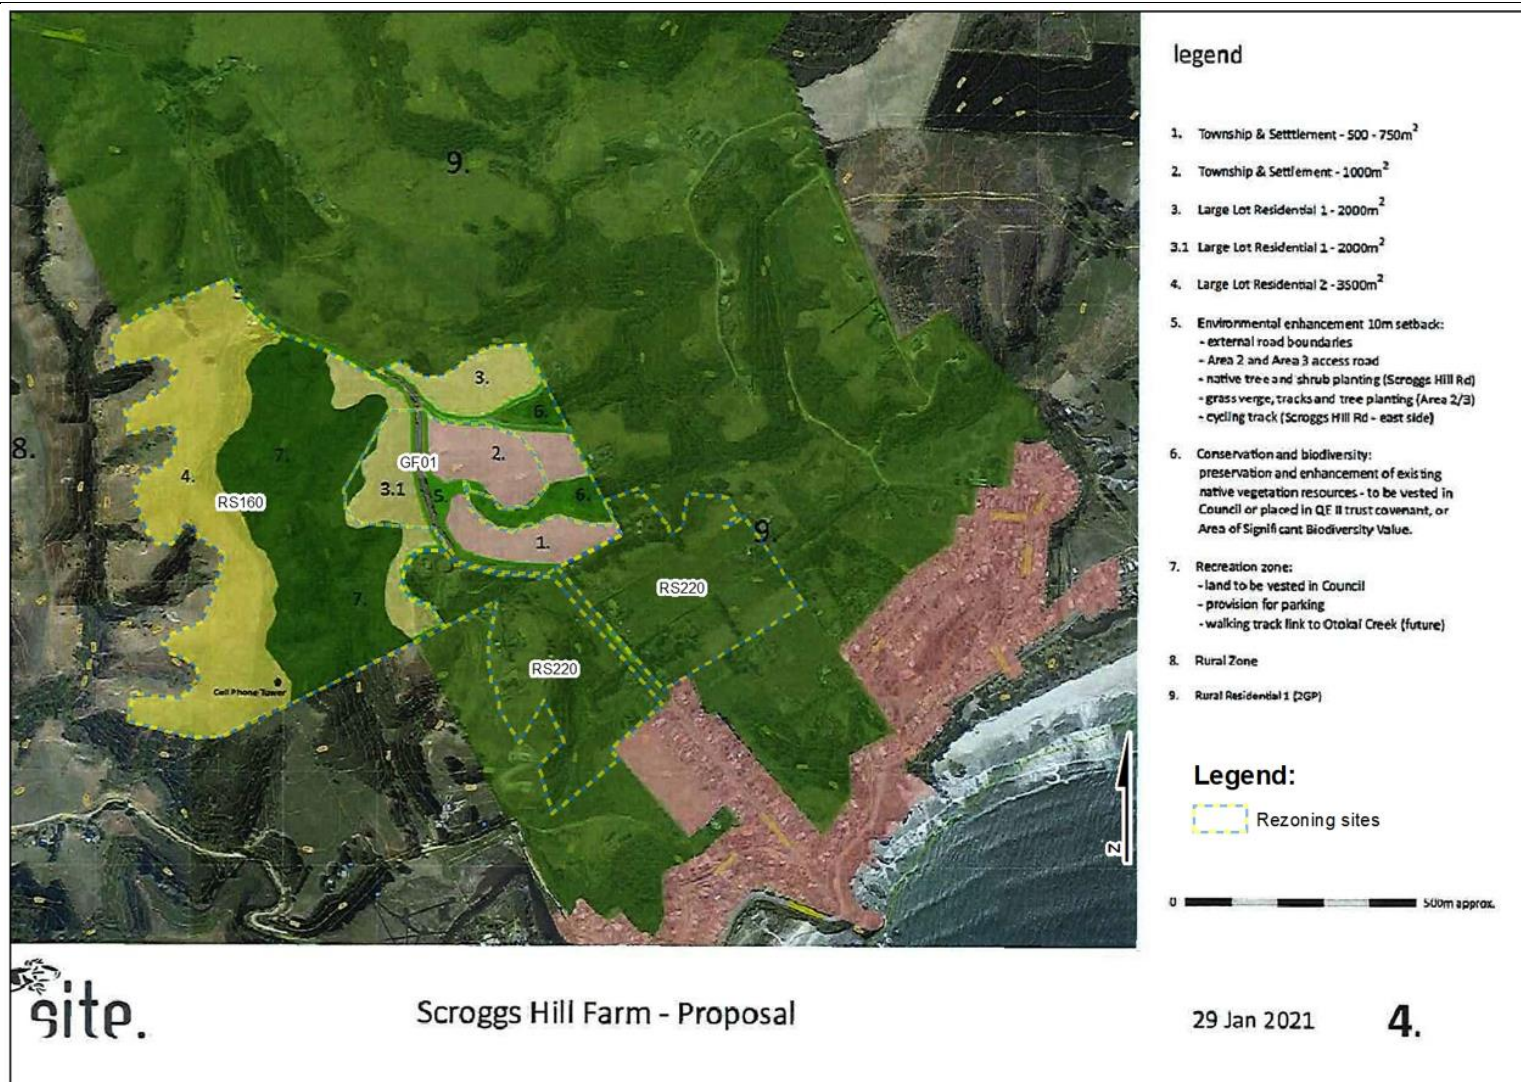 legend
1. Township & Setttlement - 500 - 750m²
2. Township & Settlement - 1000m²
3. Large Lot Residential 1 - 2000m²
3.1 Large Lot Residential 1 - 2000m²
4. Large Lot Residential 2 - 3500m²
5. Environmental enhancement 10m setback:
- external road boundaries
- Area 2 and Area 3 access road
- native tree and shrub planting (Scroggs Hill Rd)
- grass verge, tracks and tree planting (Area 2/3)
- cycling track (Scroggs Hill Rd - east side)
6. Conservation and biodiversity:
preservation and enhancement of existing
native vegetation resources - to be vested in
Council or placed in QE II trust covenant, or
Area of Significant Biodiversity Value.
7. Recreation zone:
- land to be vested in Council
- provision for parking
- walking track link to Otokai Creek (future)
8. Rural Zone
9. Rural Residential 1 (2GP)
Legend:
Rezoning sites
0 500m approx.
N
9.
3.
6.
2.
GF01
8.
7.
4.
3.1
5.
6.
RS160
9.
1.
RS220
7.
RS220
Cell Phone Tower
site.
Scroggs Hill Farm - Proposal
29 Jan 2021
4.